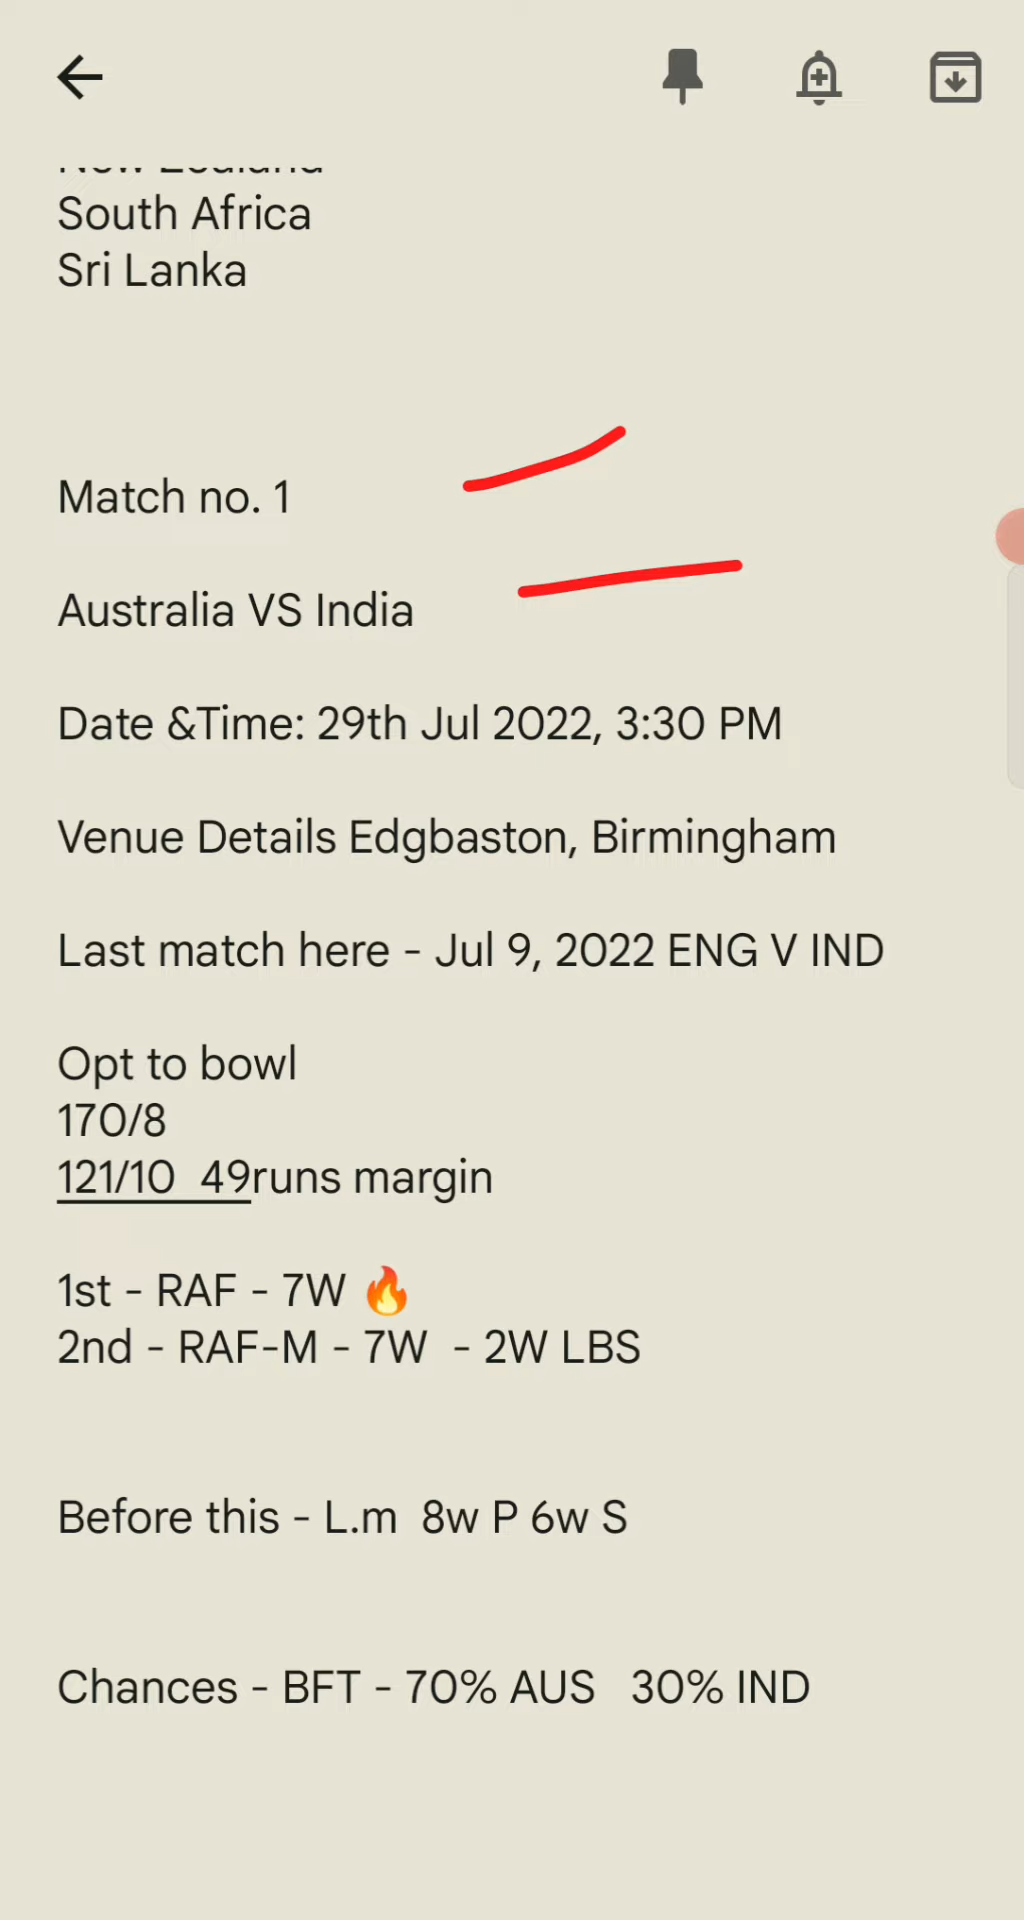 New Zealand
South Africa
Sri Lanka
Match no. 1
Australia VS India
Date &Time: 29th Jul 2022, 3:30 PM
Venue Details Edgbaston, Birmingham
Last match here - Jul 9, 2022 ENG V IND
Opt to bowl
170/8
121/10  49runs margin
1st - RAF - 7W 🔥
2nd - RAF-M - 7W  - 2W LBS
Before this - L.m  8w P 6w S
Chances - BFT - 70% AUS   30% IND